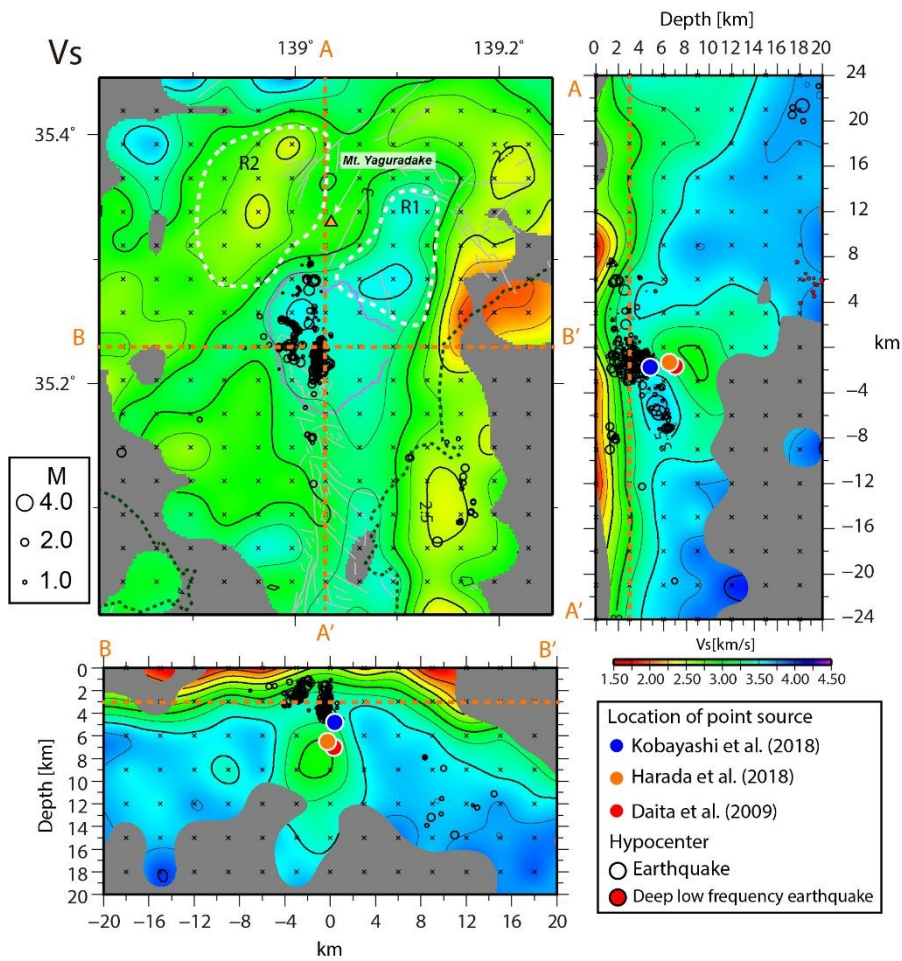 Vs
139°
A
139.2°
35.4°
35.2°
R2
Mt. Yaguradake
R1
3
2.5
B
B'
A'
M
4.0
2.0
1.0
Depth [km]
0 2 4 6 8 10 12 14 16 18 20
A
24
20
16
12
8
4
km
−4
−8
−12
−16
−20
−24
A'
3.5
B
B'
0
2
4
6
8
10
12
14
16
18
20
Depth [km]
−20 −16 −12 −8 −4 0 4 8 12 16 20
km
Vs[km/s]
1.50 2.00 2.50 3.00 3.50 4.00 4.50
Location of point source
Kobayashi et al. (2018)
Harada et al. (2018)
Daita et al. (2009)
Hypocenter
Earthquake
Deep low frequency earthquake